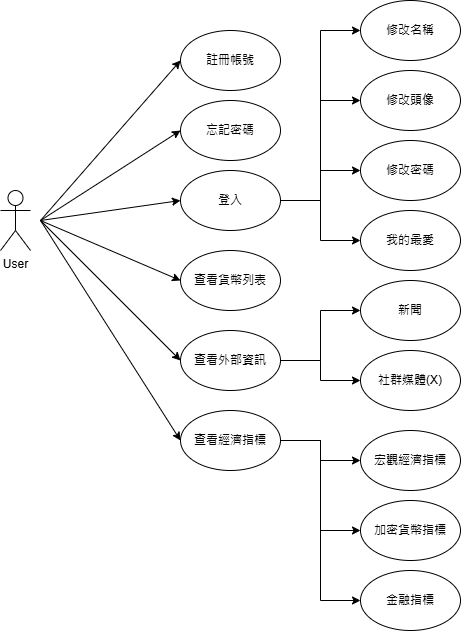 修改名稱
註冊帳號
修改頭像
忘記密碼
修改密碼
登入
我的最愛
User
查看貨幣列表
新聞
查看外部資訊
社群媒體(X)
查看經濟指標
宏觀經濟指標
加密貨幣指標
金融指標